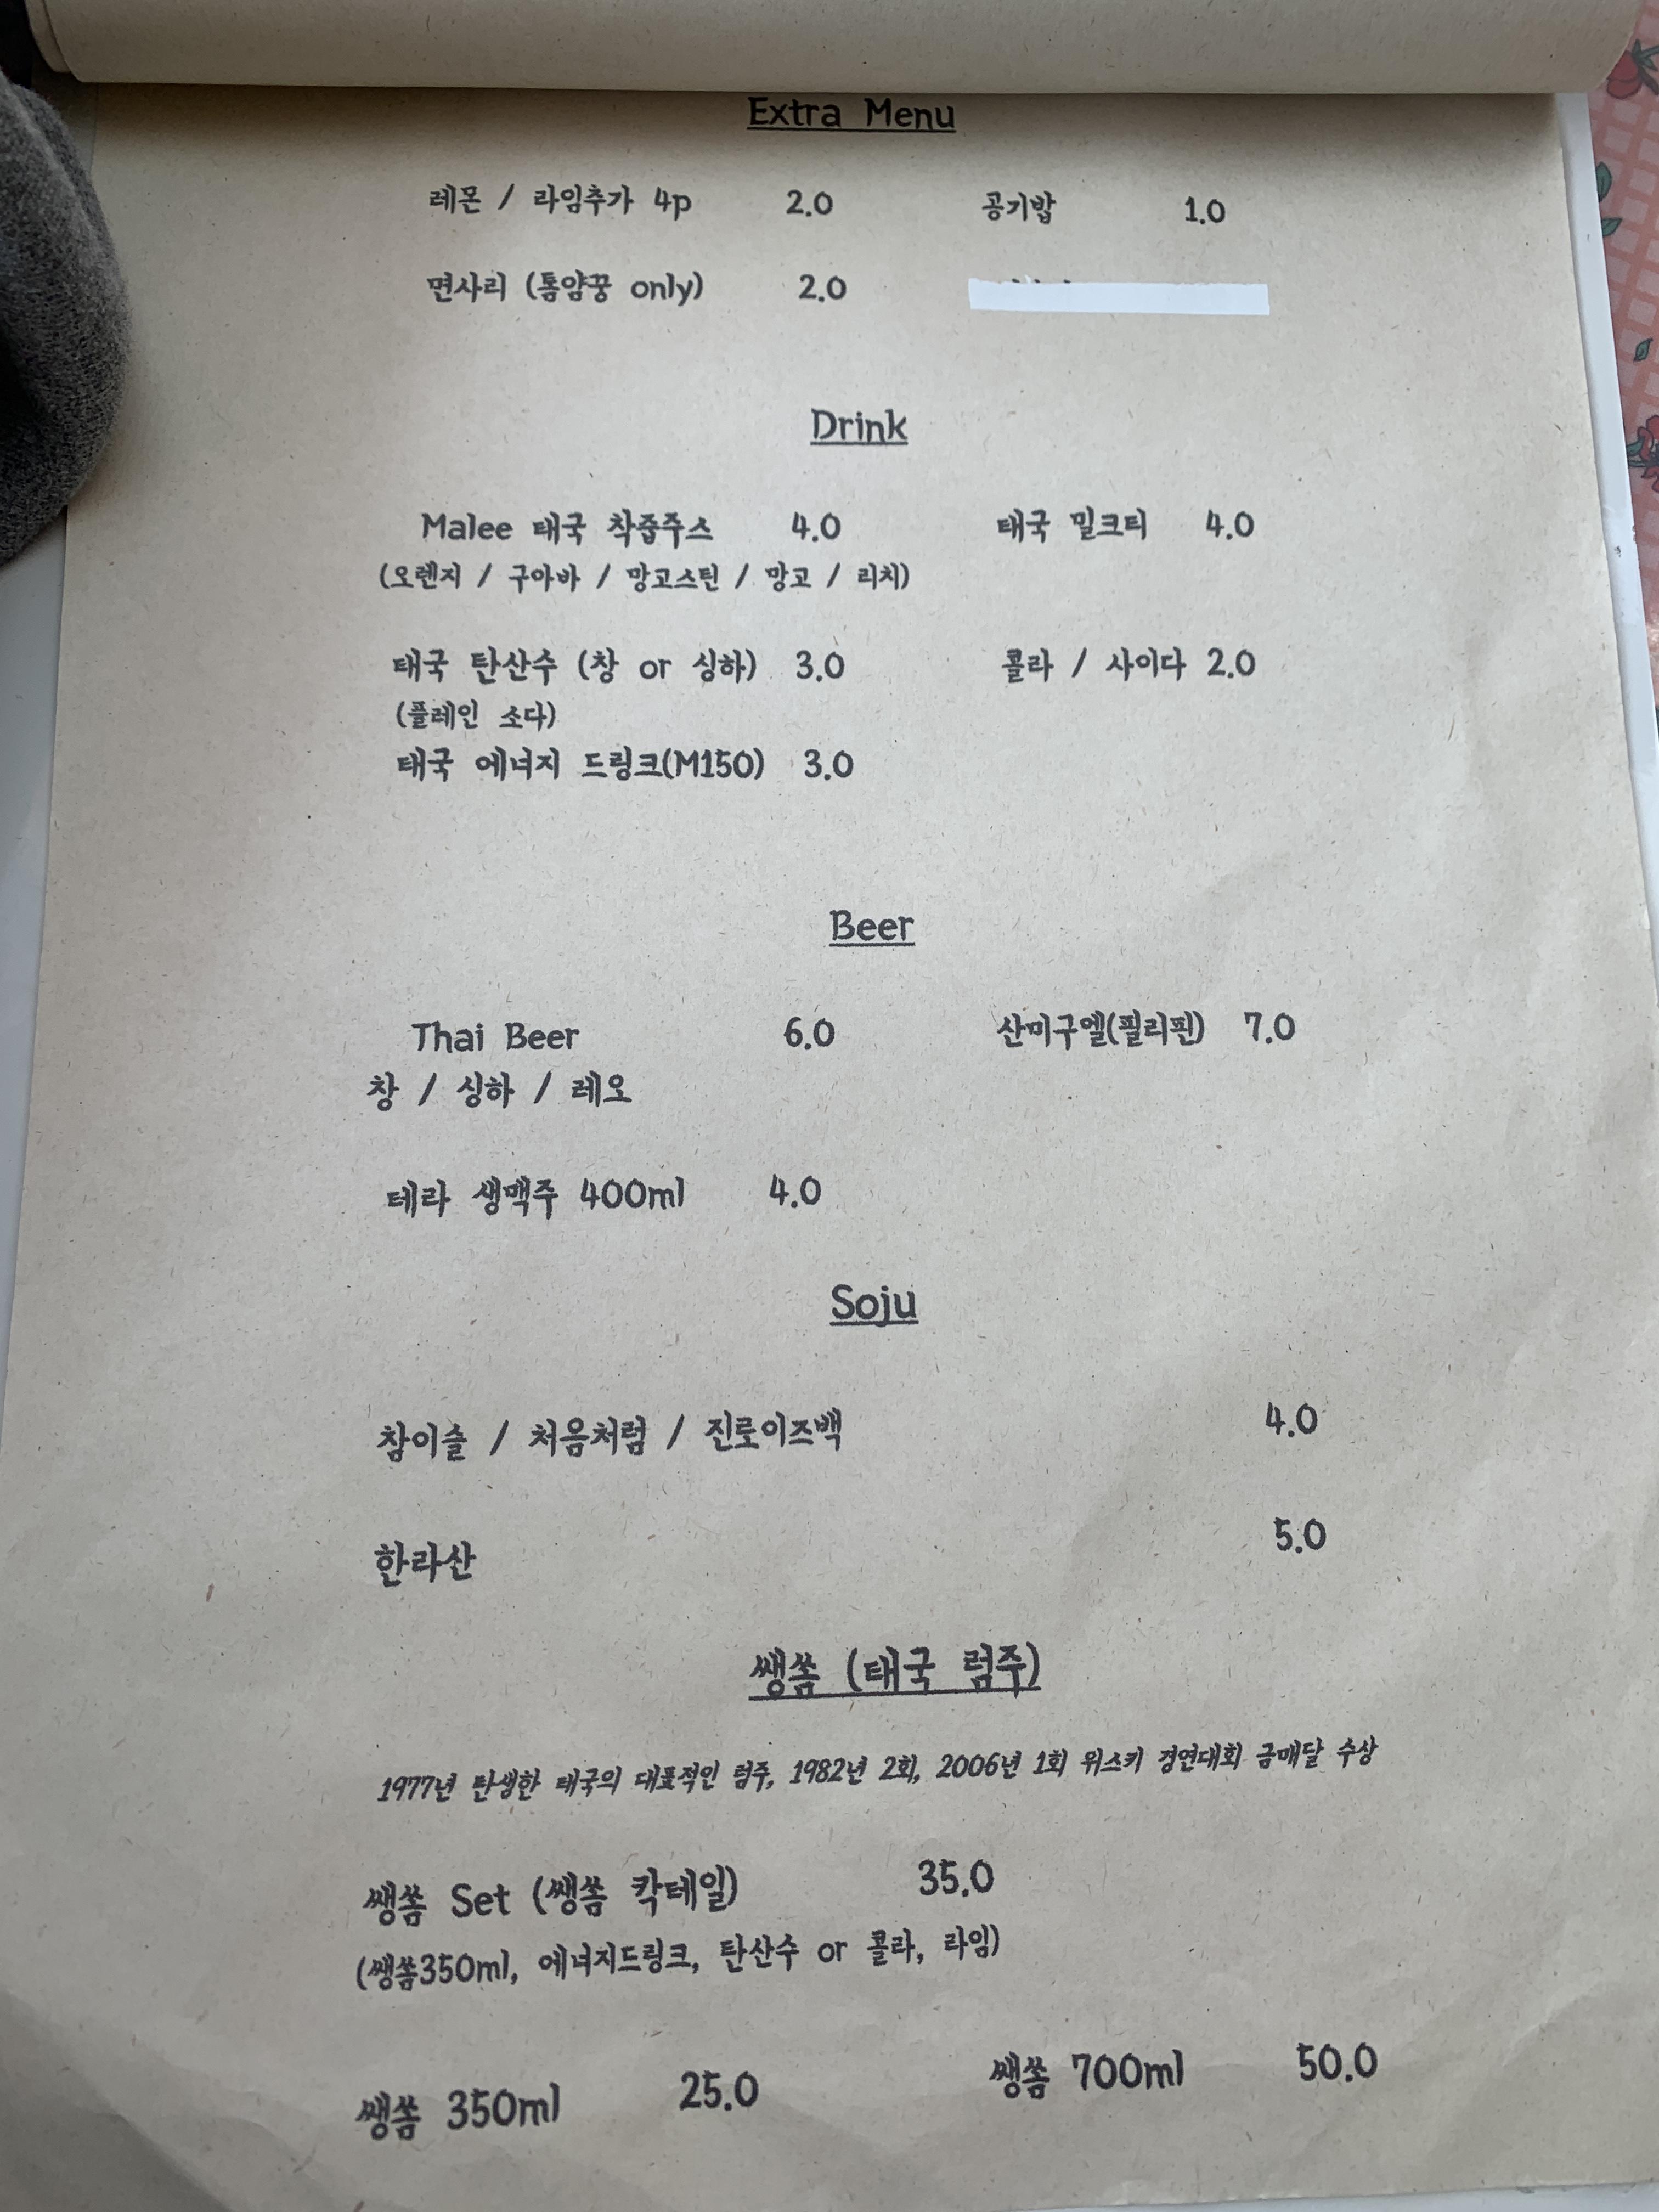 Extra Menu
레몬 / 라임추가 4p 2.0 공기밥 1.0
면사리 (톰얌꿍 only) 2.0
Drink
Malee 태국 착즙쥬스 4.0 태국 밀크티 4.0
(오렌지 / 구아바 / 망고스틴 / 망고 / 리치)
태국 탄산수 (창 or 싱하) 3.0 콜라 / 사이다 2.0
(플레인 소다)
태국 에너지 드링크(M150) 3.0
Beer
Thai Beer 6.0 산미구엘(필리핀) 7.0
창 / 싱하 / 레오
테라 생맥주 400ml 4.0
Soju
참이슬 / 처음처럼 / 진로이즈백 4.0
한라산 5.0
쌩쏨 (태국 럼주)
1977년 탄생한 태국의 대표적인 럼주, 1982년 2회, 2006년 1회 위스키 경연대회 금매달 수상
쌩쏨 Set (쌩쏨 칵테일) 35.0
(쌩쏨350ml, 에너지드링크, 탄산수 or 콜라, 라임)
쌩쏨 350ml 25.0 쌩쏨 700ml 50.0